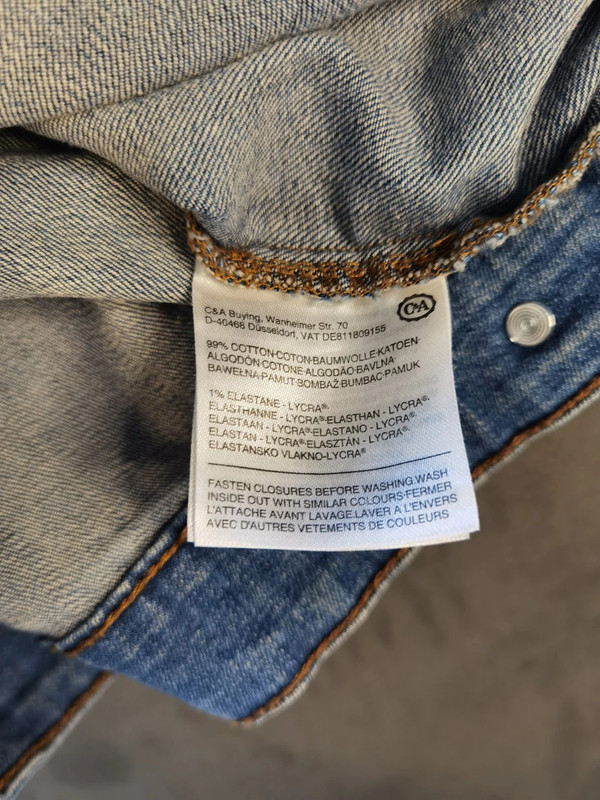 C&A
C&A Buying, Wanheimer Str. 70
D-40468 Düsseldorf, VAT DE811809155
99% COTTON·COTON·BAUMWOLLE·KATOEN·
ALGODÓN·COTONE·ALGODÃO·BAVLNA·
BAWEŁNA·PAMUT·BOMBAŽ·BUMBAC·PAMUK
1% ELASTANE - LYCRA®·
ELASTHANNE - LYCRA®·ELASTHAN - LYCRA®·
ELASTAAN - LYCRA®·ELASTANO - LYCRA®·
ELASTAN - LYCRA®·ELASZTÁN - LYCRA®·
ELASTANSKO VLAKNO-LYCRA®
FASTEN CLOSURES BEFORE WASHING.WASH
INSIDE OUT WITH SIMILAR COLOURS·FERMER
L'ATTACHE AVANT LAVAGE.LAVER A L'ENVERS
AVEC D'AUTRES VETEMENTS DE COULEURS